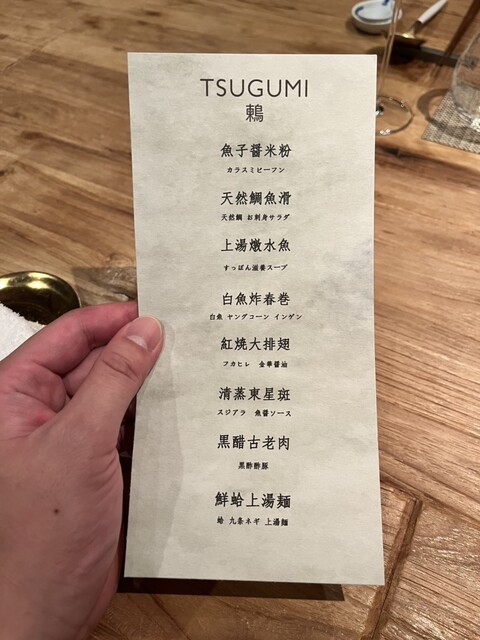 TSUGUMI
鶫
魚子醤米粉
カラスミビーフン
天然鯛魚滑
天然鯛 お刺身サラダ
上湯燉水魚
すっぽん滋養スープ
白魚炸春巻
白魚 ヤングコーン インゲン
紅焼大排翅
フカヒレ 金華醤油
清蒸東星斑
スジアラ 魚醤ソース
黒醋古老肉
黒酢酢豚
鮮蛤上湯麺
蛤 九条ネギ 上湯麺